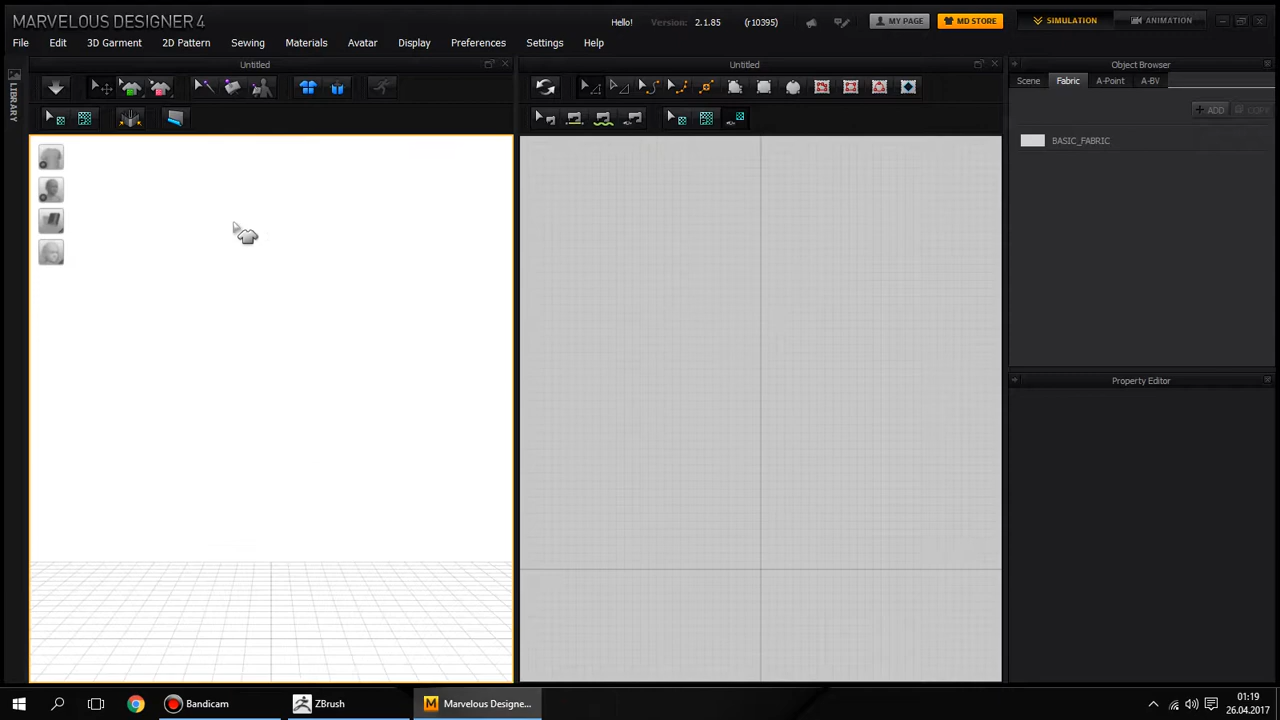 MARVELOUS DESIGNER 4
Hello!
Version: 2.1.85 (r10395)
MY PAGE
MD STORE
SIMULATION
ANIMATION
File Edit 3D Garment 2D Pattern Sewing Materials Avatar Display Preferences Settings Help
LIBRARY
Untitled
Untitled
Object Browser
Scene Fabric A-Point A-BV
+ ADD
COPY
BASIC_FABRIC
Property Editor
Bandicam
ZBrush
M Marvelous Designe...
01:19
26.04.2017